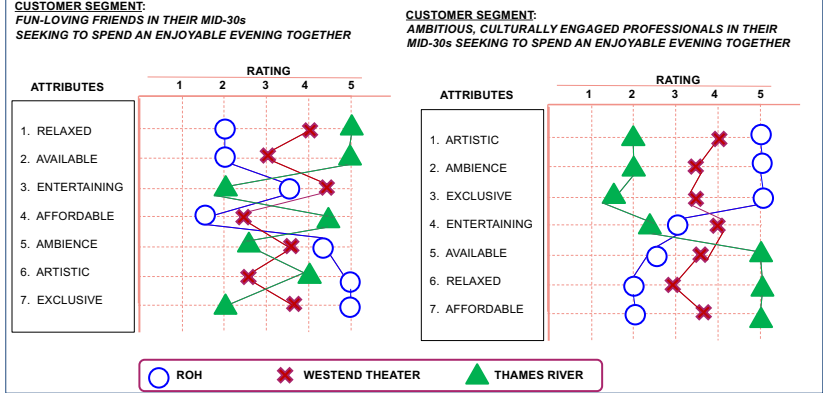 CUSTOMER SEGMENT:
FUN-LOVING FRIENDS IN THEIR MID-30s
SEEKING TO SPEND AN ENJOYABLE EVENING TOGETHER
RATING
ATTRIBUTES
1 2 3 4 5
1. RELAXED
2. AVAILABLE
3. ENTERTAINING
4. AFFORDABLE
5. AMBIENCE
6. ARTISTIC
7. EXCLUSIVE
CUSTOMER SEGMENT:
AMBITIOUS, CULTURALLY ENGAGED PROFESSIONALS IN THEIR
MID-30s SEEKING TO SPEND AN ENJOYABLE EVENING TOGETHER
RATING
ATTRIBUTES
1 2 3 4 5
1. ARTISTIC
2. AMBIENCE
3. EXCLUSIVE
4. ENTERTAINING
5. AVAILABLE
6. RELAXED
7. AFFORDABLE
ROH WESTEND THEATER THAMES RIVER